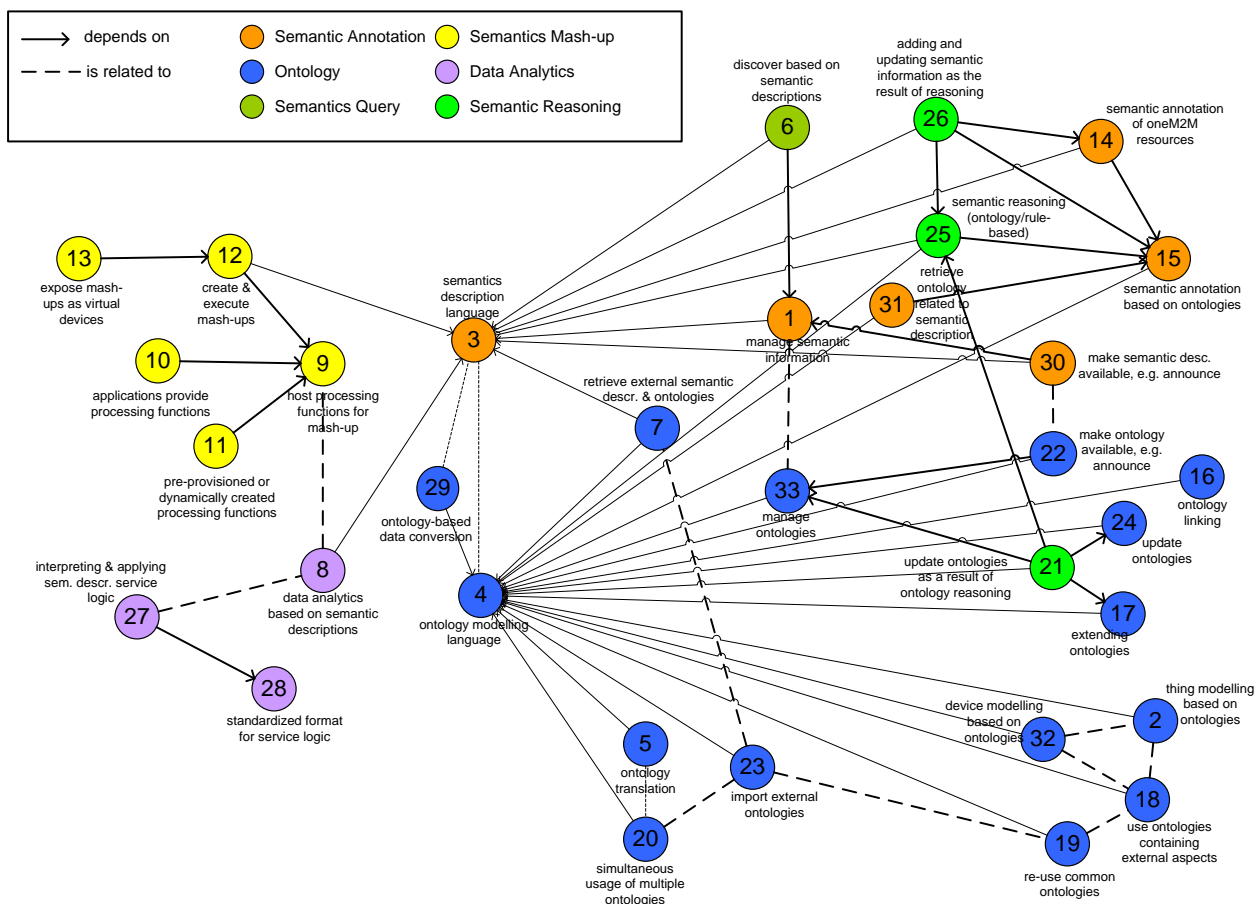 depends on
Semantic Annotation
Semantics Mash-up
is related to
Ontology
Data Analytics
Semantics Query
Semantic Reasoning
adding and
updating semantic
information as the
result of reasoning
discover based on
semantic
descriptions
6
26
semantic annotation
of oneM2M
resources
14
semantic reasoning
(ontology/rule-
based)
25
15
semantic annotation
based on ontologies
13
expose mash-
ups as virtual
devices
12
create &
execute
mash-ups
semantics
description
language
3
retrieve
ontology
related to
semantic
description
31
1
manage semantic
information
10
applications provide
processing functions
9
host processing
functions for
mash-up
30
make semantic desc.
available, e.g. announce
retrieve external semantic
descr. & ontologies
7
11
pre-provisioned or
dynamically created
processing functions
22
make ontology
available, e.g.
announce
29
ontology-based
data conversion
33
manage
ontologies
16
ontology
linking
24
update
ontologies
interpreting & applying
sem. descr. service
logic
27
8
data analytics
based on semantic
descriptions
4
ontology modelling
language
update ontologies
as a result of
ontology reasoning
21
17
extending
ontologies
28
standardized format
for service logic
thing modelling
based on
ontologies
2
device modelling
based on
ontologies
32
5
ontology
translation
23
import external
ontologies
18
use ontologies
containing
external aspects
20
simultaneous
usage of multiple
ontologies
19
re-use common
ontologies